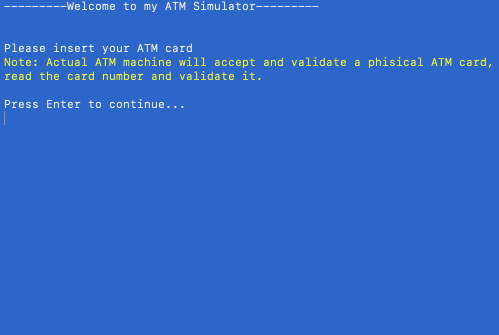 ---------Welcome to my ATM Simulator---------
Please insert your ATM card
Note: Actual ATM machine will accept and validate a phisical ATM card,
read the card number and validate it.
Press Enter to continue...